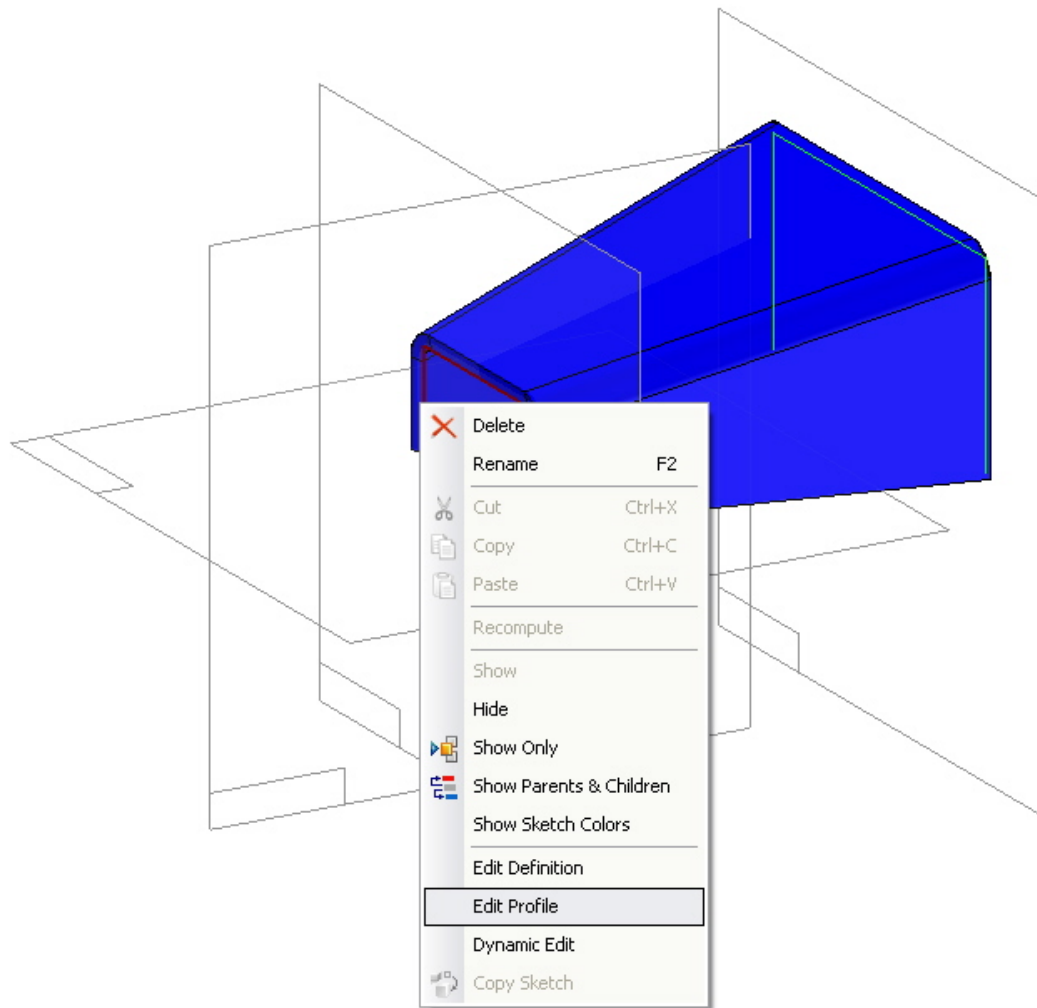 Delete
Rename F2
Cut Ctrl+X
Copy Ctrl+C
Paste Ctrl+V
Recompute
Show
Hide
Show Only
Show Parents & Children
Show Sketch Colors
Edit Definition
Edit Profile
Dynamic Edit
Copy Sketch